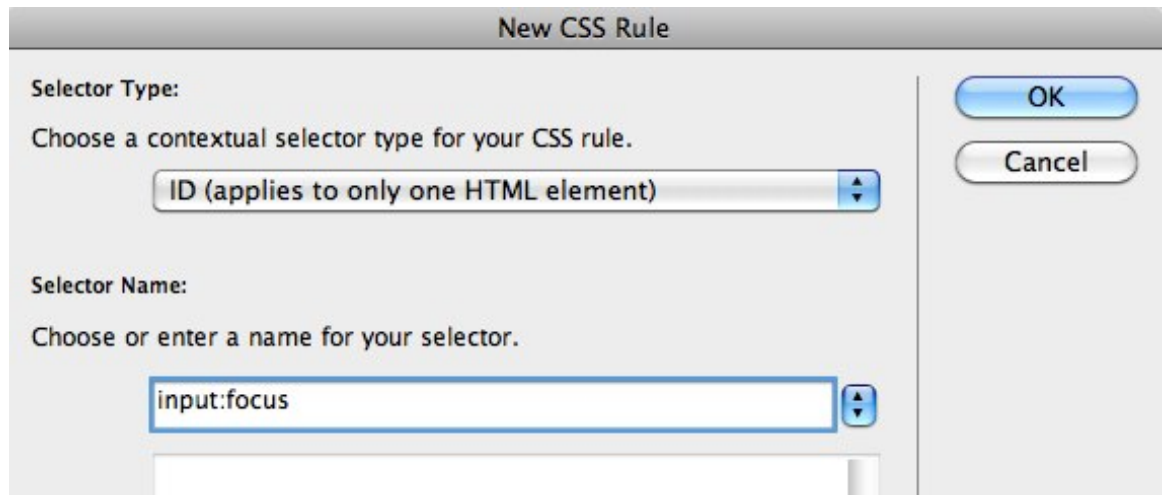 New CSS Rule
Selector Type:
OK
Choose a contextual selector type for your CSS rule.
Cancel
ID (applies to only one HTML element)
Selector Name:
Choose or enter a name for your selector.
input:focus